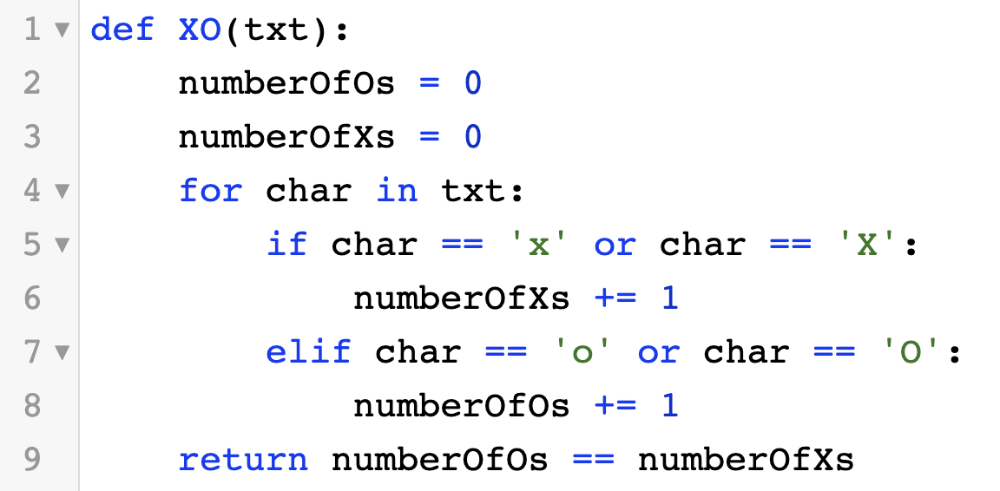 1 ▼ def XO(txt):
2 numberOfOs = 0
3 numberOfXs = 0
4 ▼ for char in txt:
5 ▼ if char == 'x' or char == 'X':
6 numberOfXs += 1
7 ▼ elif char == 'o' or char == 'O':
8 numberOfOs += 1
9 return numberOfOs == numberOfXs